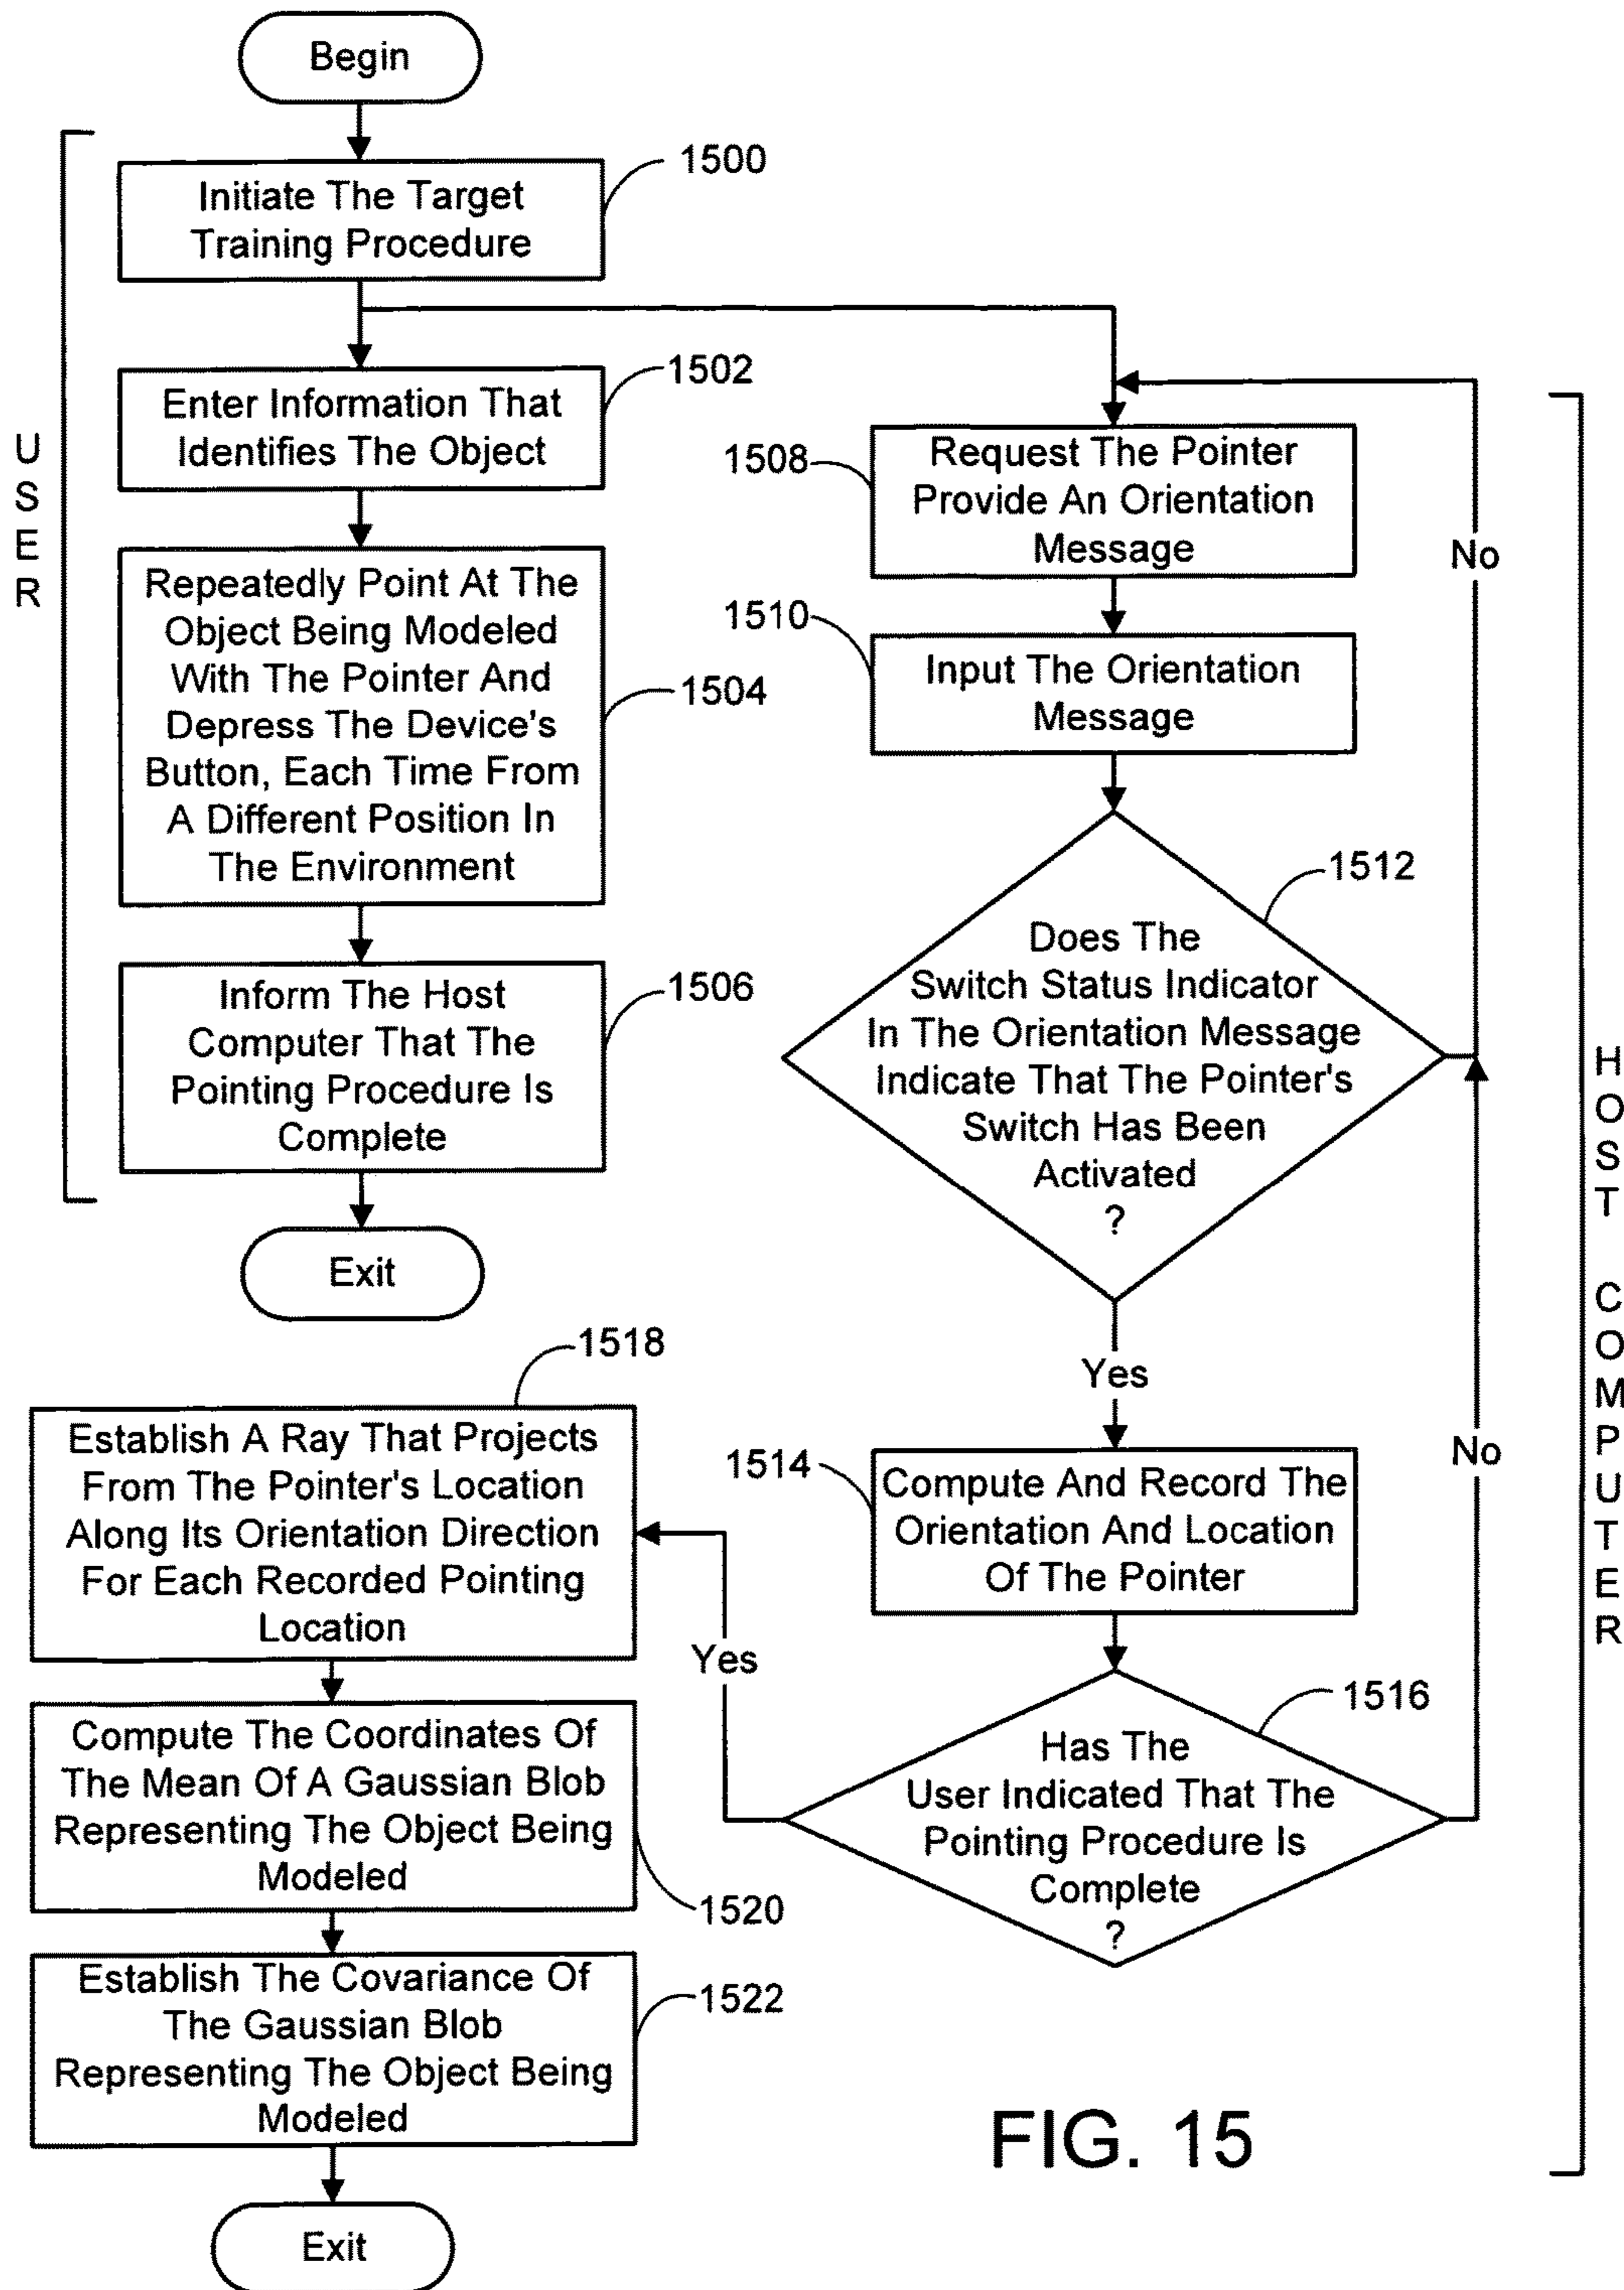 Begin
1500
Initiate The Target
Training Procedure
1502
Enter Information That
Identifies The Object
USER
Repeatedly Point At The
Object Being Modeled
With The Pointer And
Depress The Device's
Button, Each Time From
A Different Position In
The Environment
1504
Inform The Host
Computer That The
Pointing Procedure Is
Complete
1506
Exit
1508
Request The Pointer
Provide An Orientation
Message
No
1510
Input The Orientation
Message
1512
Does The
Switch Status Indicator
In The Orientation Message
Indicate That The Pointer's
Switch Has Been
Activated
?
HOST COMPUTER
Yes
1514
Compute And Record The
Orientation And Location
Of The Pointer
No
1516
Has The
User Indicated That The
Pointing Procedure Is
Complete
?
Yes
1518
Establish A Ray That Projects
From The Pointer's Location
Along Its Orientation Direction
For Each Recorded Pointing
Location
Compute The Coordinates Of
The Mean Of A Gaussian Blob
Representing The Object Being
Modeled
1520
Establish The Covariance Of
The Gaussian Blob
Representing The Object Being
Modeled
1522
Exit
FIG. 15